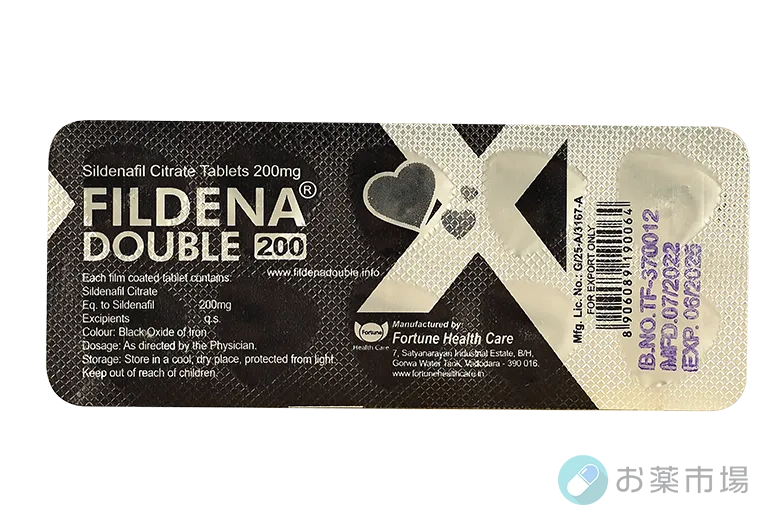 Sildenafil Citrate Tablets 200mg
FILDENA®
DOUBLE 200
www.fildenadouble.info
Each film coated tablet contains:
Sildenafil Citrate
Eq. to Sildenafil 200mg
Excipients q.s.
Colour: Black Oxide of Iron
Dosage: As directed by the Physician.
Storage: Store in a cool, dry place, protected from light.
Keep out of reach of children.
Fortune
Health Care
Manufactured by:
Fortune Health Care
7, Satyanarayan Industrial Estate, B/H,
Gorwa Water Tank, Vadodara - 390 016.
www.fortunehealthcare.in
Mfg. Lic. No.: G/25-A/3167-A
FOR EXPORT ONLY
8 906089 190064
B.NO.TF-370012
MFD.07/2022
EXP. 06/2025
お薬市場